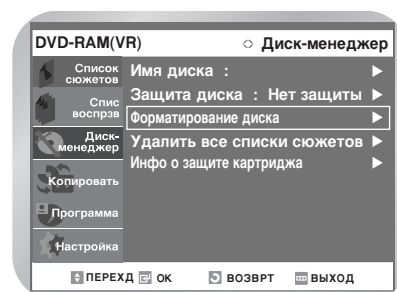 DVD-RAM(VR) Диск-менеджер
Список
сюжетов
Спис
воспрзв
Диск-
менеджер
Копировать
Программа
Настройка
Имя диска :
Защита диска : Нет защиты
Форматирование диска
Удалить все списки сюжетов
Инфо о защите картриджа
ПЕРЕХД ОК ВОЗВРТ ВЫХОД